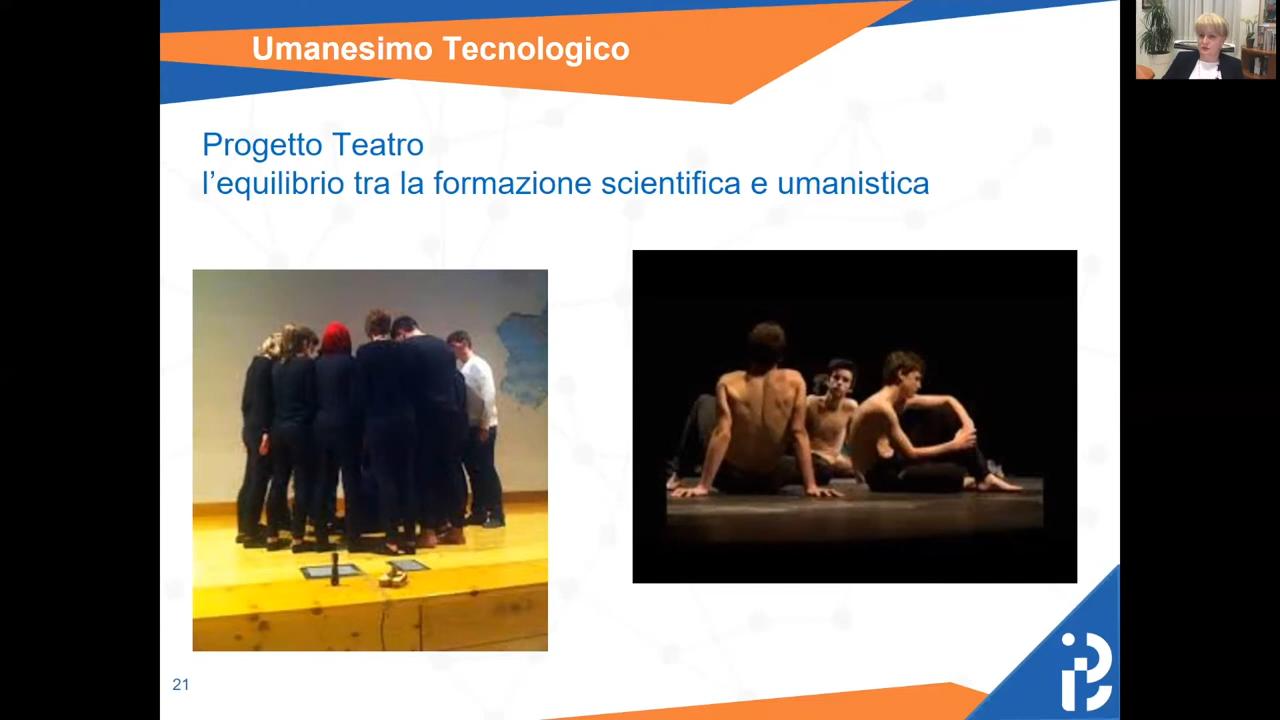 Umanesimo Tecnologico
Progetto Teatro
l’equilibrio tra la formazione scientifica e umanistica
21